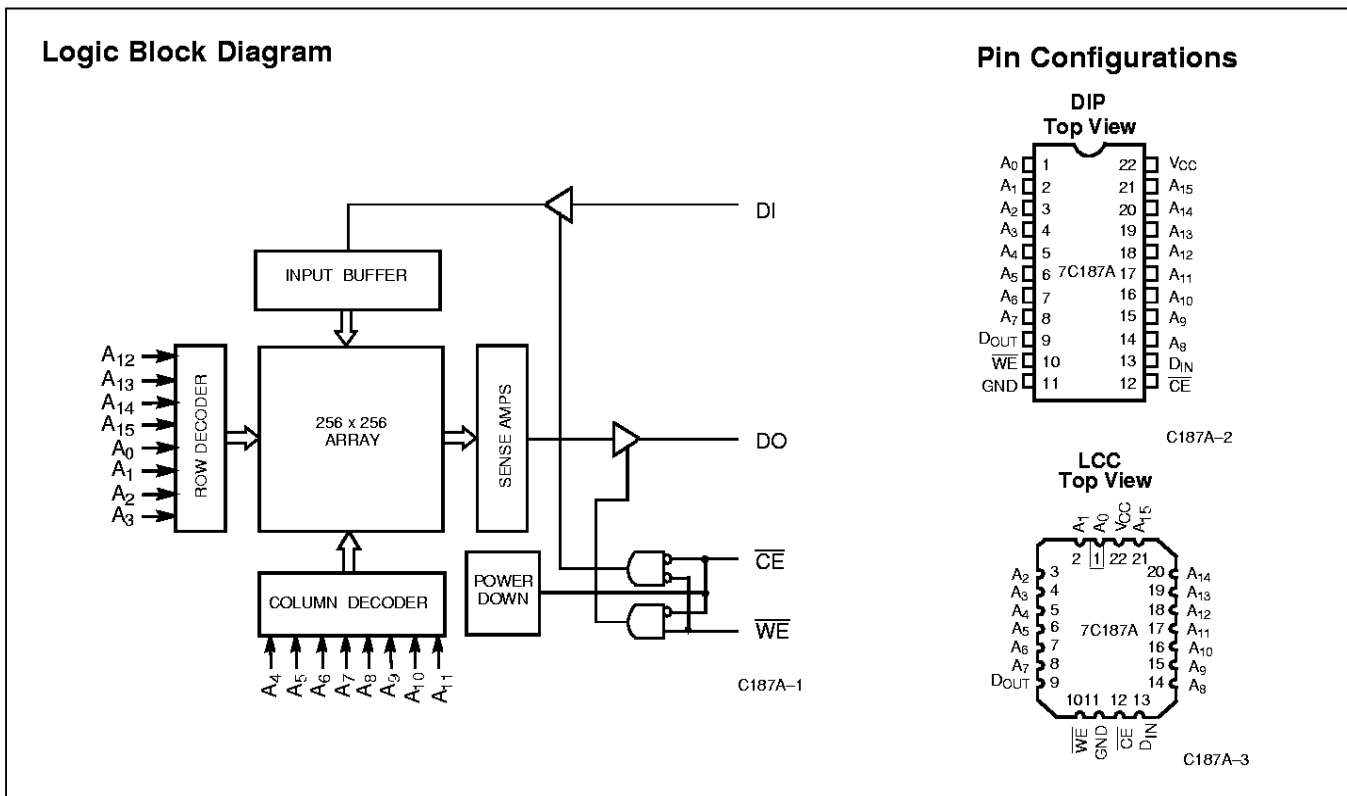 Logic Block Diagram
DI
INPUT BUFFER
A12
A13
A14
A15
A0
A1
A2
A3
ROW DECODER
256 x 256
ARRAY
SENSE AMPS
DO
COLUMN DECODER
A4
A5
A6
A7
A8
A9
A10
A11
POWER
DOWN
C̅E̅
W̅E̅
C187A–1
Pin Configurations
DIP
Top View
A0 1 22 VCC
A1 2 21 A15
A2 3 20 A14
A3 4 19 A13
A4 5 18 A12
A5 6 7C187A 17 A11
A6 7 16 A10
A7 8 15 A9
DOUT 9 14 A8
W̅E̅ 10 13 DIN
GND 11 12 C̅E̅
C187A–2
LCC
Top View
A1 A0 VCC A15
2 1 22 21
A2 3 20 A14
A3 4 19 A13
A4 5 18 A12
A5 6 7C187A 17 A11
A6 7 16 A10
A7 8 15 A9
DOUT 9 14 A8
10 11 12 13
W̅E̅ GND C̅E̅ DIN
C187A–3